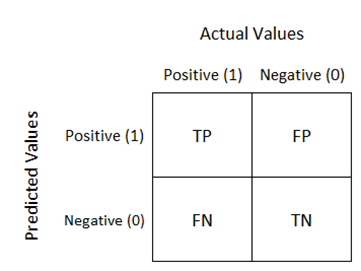 Actual Values
Positive (1) Negative (0)
Predicted Values
Positive (1) TP FP
Negative (0) FN TN